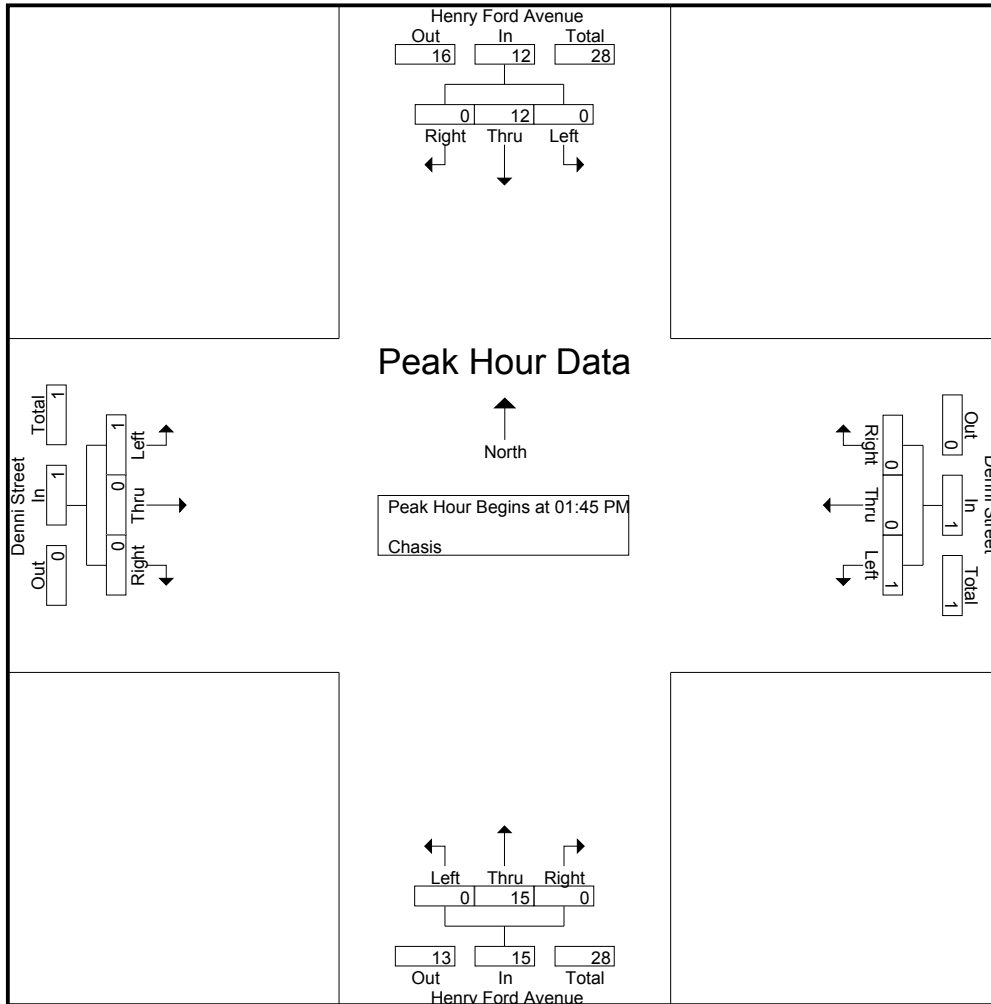 Henry Ford Avenue
Out In Total
16 12 28
0 12 0
Right Thru Left
Peak Hour Data
North
Peak Hour Begins at 01:45 PM
Chasis
Denni Street
Total In Out
1 1 0
1 0 0
Left Thru Right
Right Thru Left
0 0 1
0 1 1
Out In Total
Denni Street
Left Thru Right
0 15 0
13 15 28
Out In Total
Henry Ford Avenue